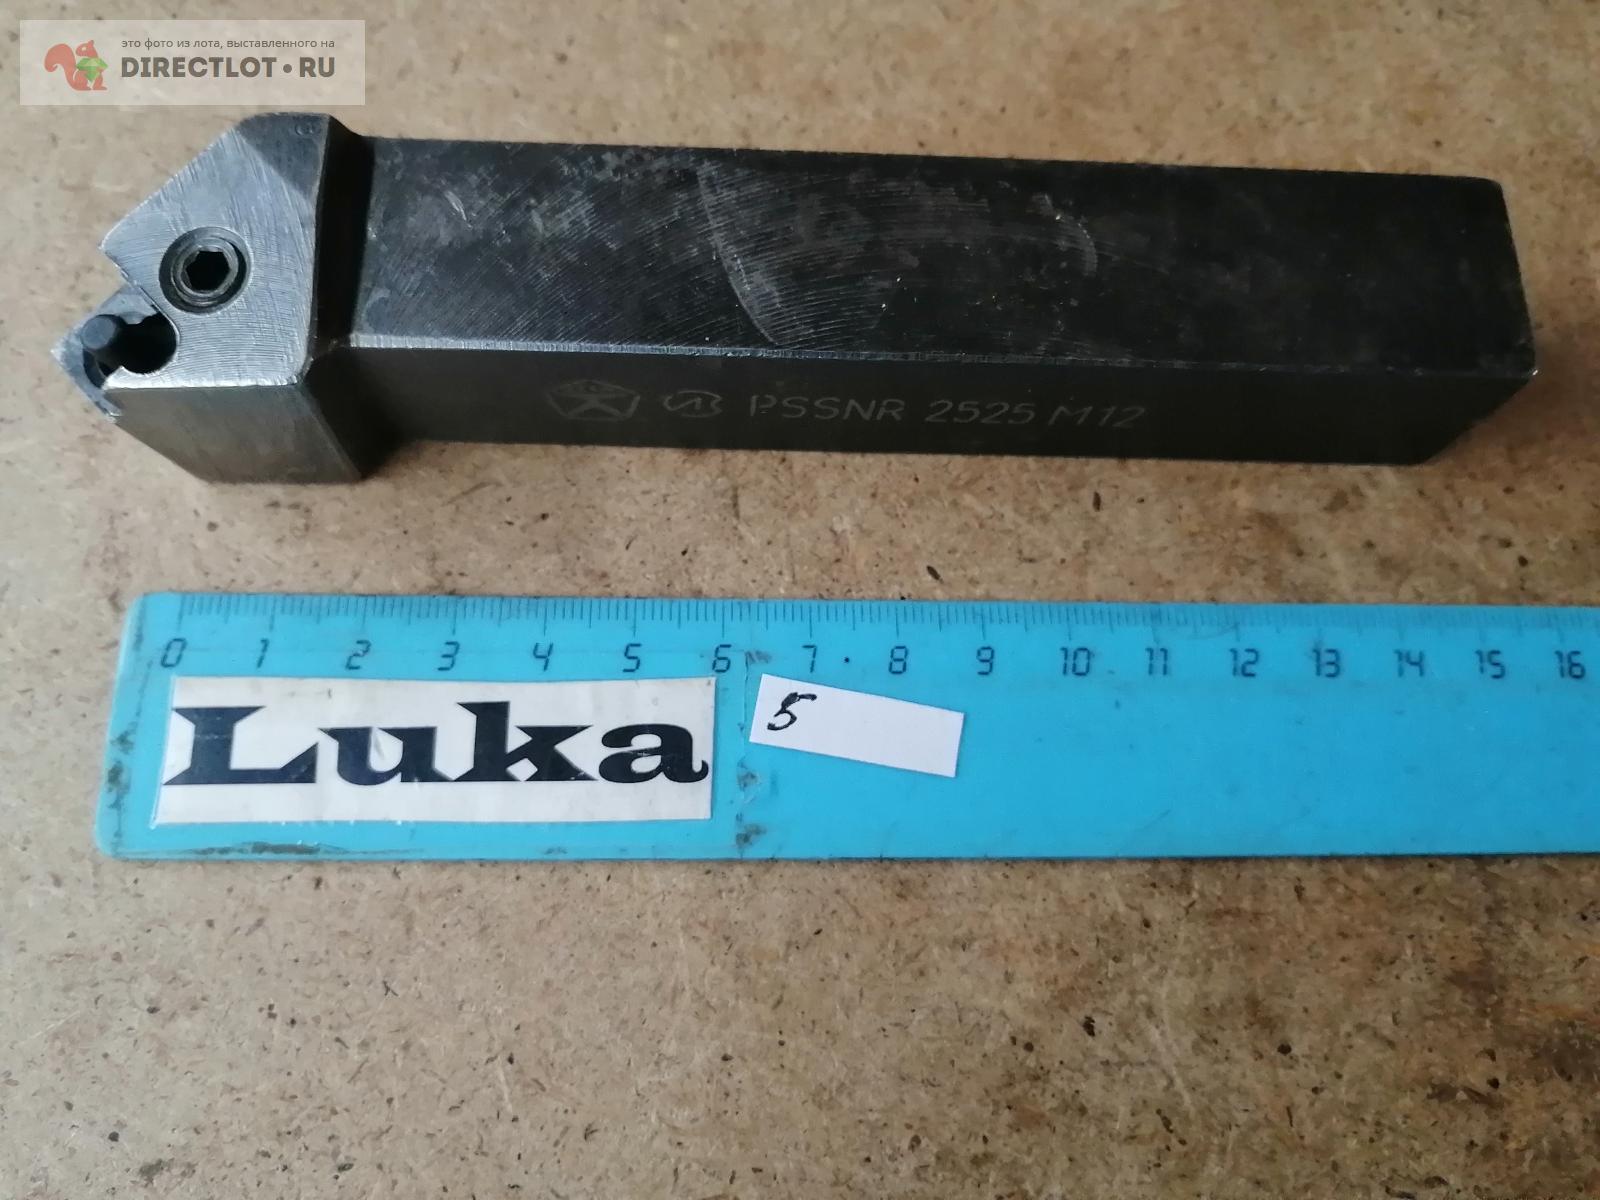 это фото из лота, выставленного на
DIRECTLOT•RU
PSSNR 2525 M12
0 1 2 3 4 5 6 7 8 9 10 11 12 13 14 15 16
5
Luka